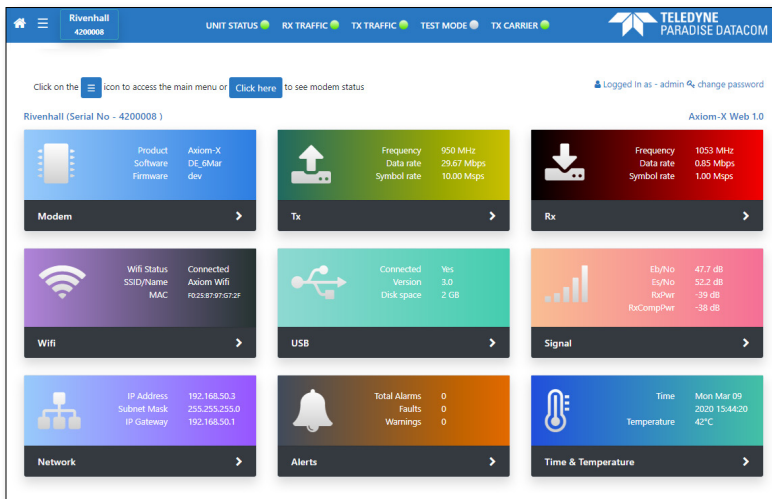 Rivenhall
4200008
UNIT STATUS RX TRAFFIC TX TRAFFIC TEST MODE TX CARRIER
TELEDYNE
PARADISE DATACOM
Click on the ☰ icon to access the main menu or Click here to see modem status
Logged In as - admin change password
Rivenhall (Serial No - 4200008 )
Axiom-X Web 1.0
Product Axiom-X
Software DE_6Mar
Firmware dev
Modem
Frequency 950 MHz
Data rate 29.67 Mbps
Symbol rate 10.00 Msps
Tx
Frequency 1053 MHz
Data rate 0.85 Mbps
Symbol rate 1.00 Msps
Rx
Wifi Status Connected
SSID/Name Axiom Wifi
MAC F0:25:B7:97:G7:2F
Wifi
Connected Yes
Version 3.0
Disk space 2 GB
USB
Eb/No 47.7 dB
Es/No 52.2 dB
RxPwr -39 dB
RxCompPwr -38 dB
Signal
IP Address 192.168.50.3
Subnet Mask 255.255.255.0
IP Gateway 192.168.50.1
Network
Total Alarms 0
Faults 0
Warnings 0
Alerts
Time Mon Mar 09
2020 15:44:20
Temperature 42°C
Time & Temperature